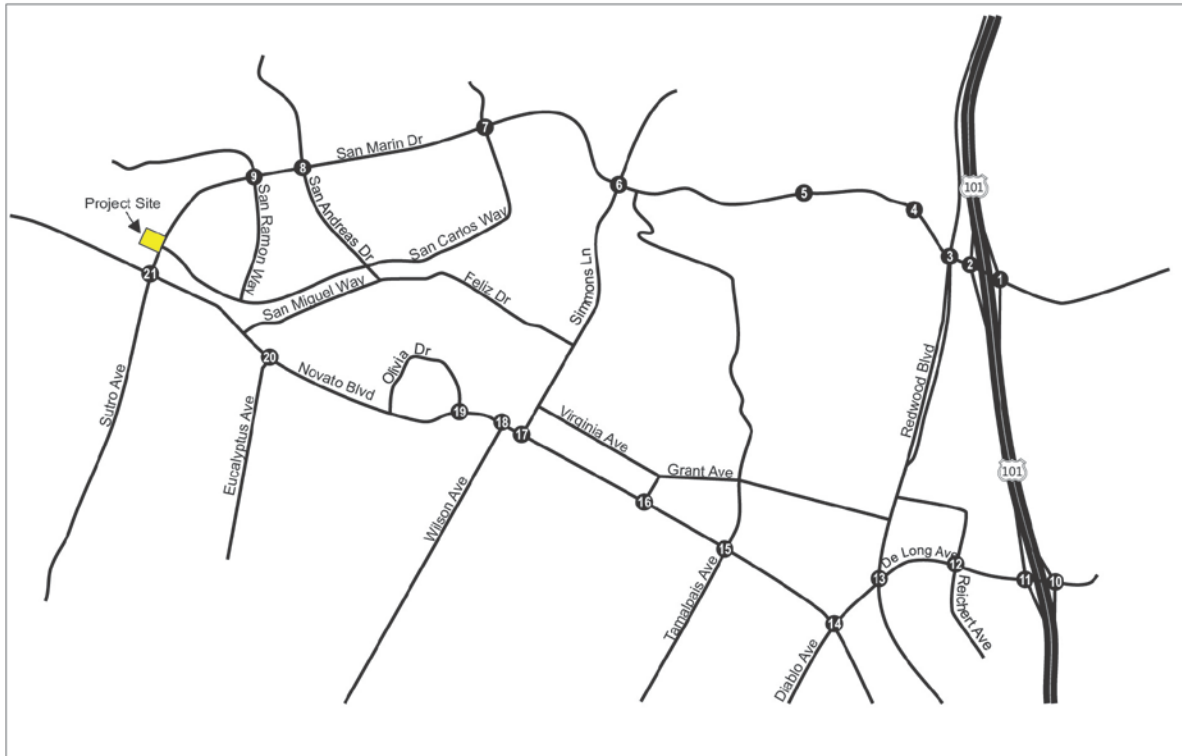 7
San Marin Dr
8
9
6
101
5
Project Site
San Ramon Way
San Andreas Dr
San Carlos Way
4
21
3
2
1
San Miguel Way
Feliz Dr
Simmons Ln
20
Novato Blvd
Olivia Dr
Redwood Blvd
Sutro Ave
19
18
17
Virginia Ave
Eucalyptus Ave
Grant Ave
101
Wilson Ave
16
15
De Long Ave
12
13
11
10
Tamalpais Ave
Reichert Ave
14
Diablo Ave